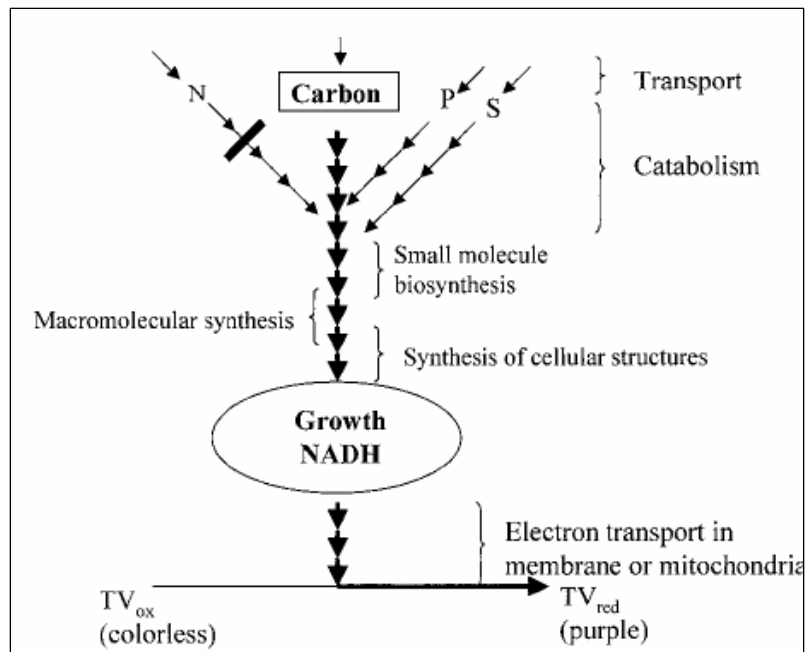 N
Carbon
P
S
Transport
Catabolism
Small molecule
biosynthesis
Macromolecular synthesis
Synthesis of cellular structures
Growth
NADH
Electron transport in
membrane or mitochondria
TVox
(colorless)
TVred
(purple)